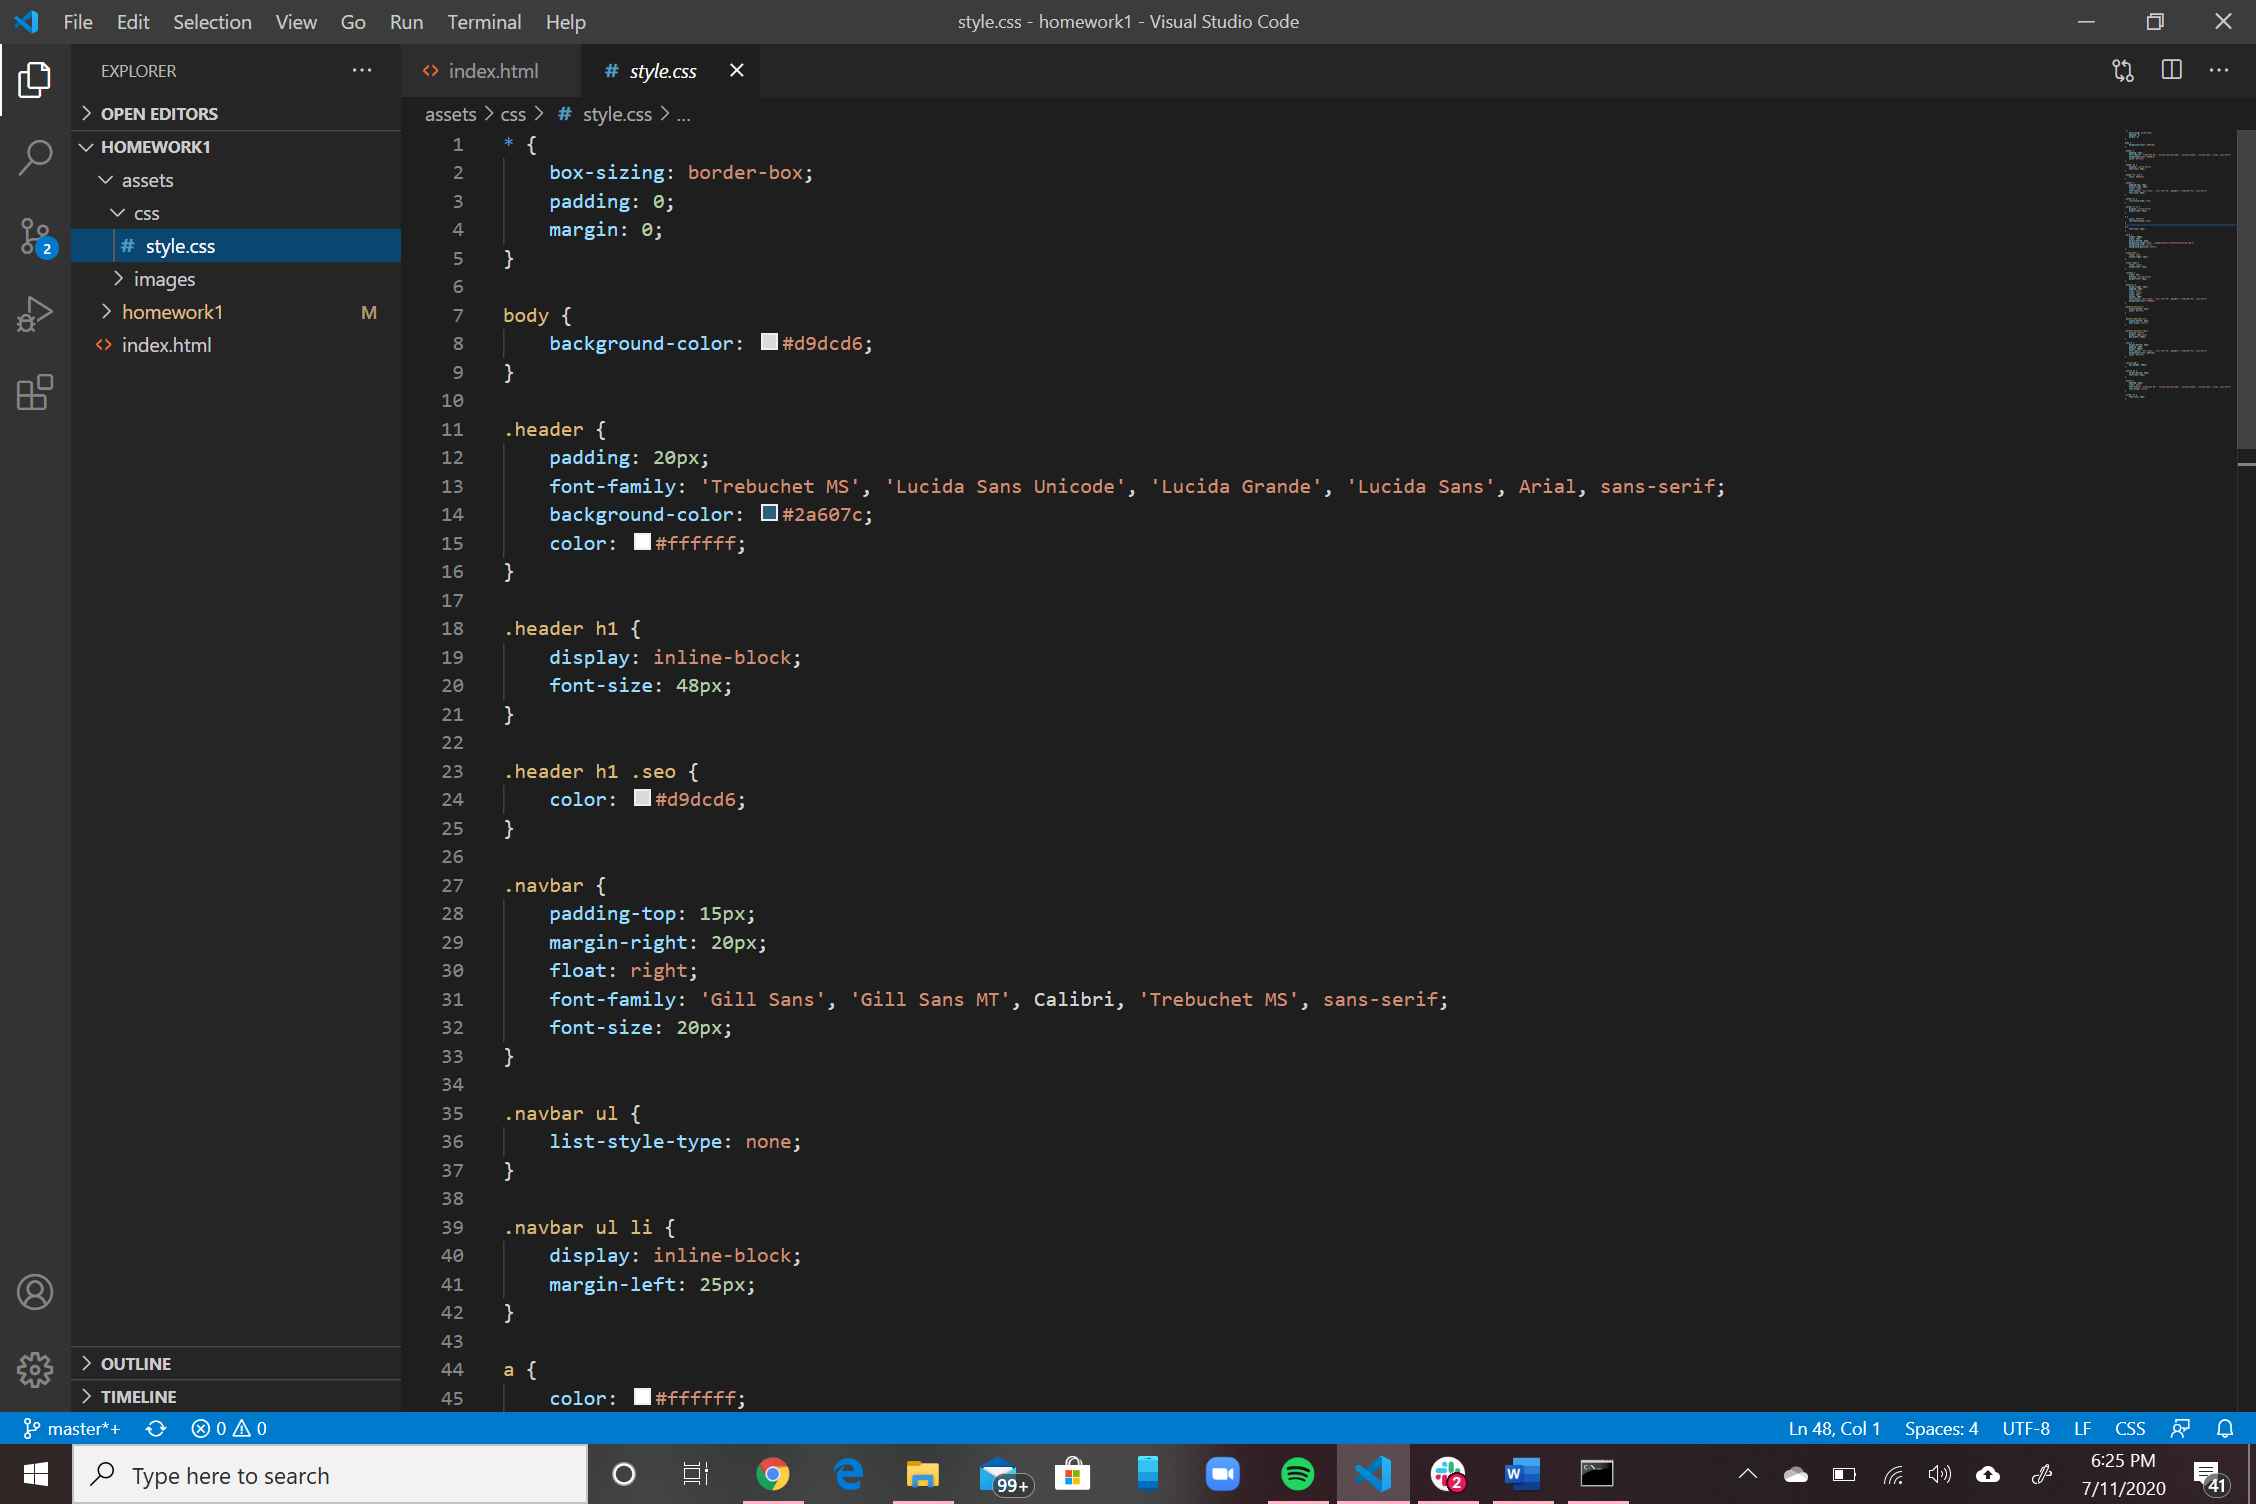 File Edit Selection View Go Run Terminal Help
style.css - homework1 - Visual Studio Code
EXPLORER
index.html
# style.css
OPEN EDITORS
HOMEWORK1
assets
css
# style.css
images
homework1 M
index.html
2
assets > css > # style.css > ...
1 * {
2 box-sizing: border-box;
3 padding: 0;
4 margin: 0;
5 }
6
7 body {
8 background-color: #d9dcd6;
9 }
10
11 .header {
12 padding: 20px;
13 font-family: 'Trebuchet MS', 'Lucida Sans Unicode', 'Lucida Grande', 'Lucida Sans', Arial, sans-serif;
14 background-color: #2a607c;
15 color: #ffffff;
16 }
17
18 .header h1 {
19 display: inline-block;
20 font-size: 48px;
21 }
22
23 .header h1 .seo {
24 color: #d9dcd6;
25 }
26
27 .navbar {
28 padding-top: 15px;
29 margin-right: 20px;
30 float: right;
31 font-family: 'Gill Sans', 'Gill Sans MT', Calibri, 'Trebuchet MS', sans-serif;
32 font-size: 20px;
33 }
34
35 .navbar ul {
36 list-style-type: none;
37 }
38
39 .navbar ul li {
40 display: inline-block;
41 margin-left: 25px;
42 }
43
44 a {
45 color: #ffffff;
OUTLINE
TIMELINE
master*+ 0 0
Ln 48, Col 1 Spaces: 4 UTF-8 LF CSS
Type here to search
99+
2
6:25 PM
7/11/2020
41